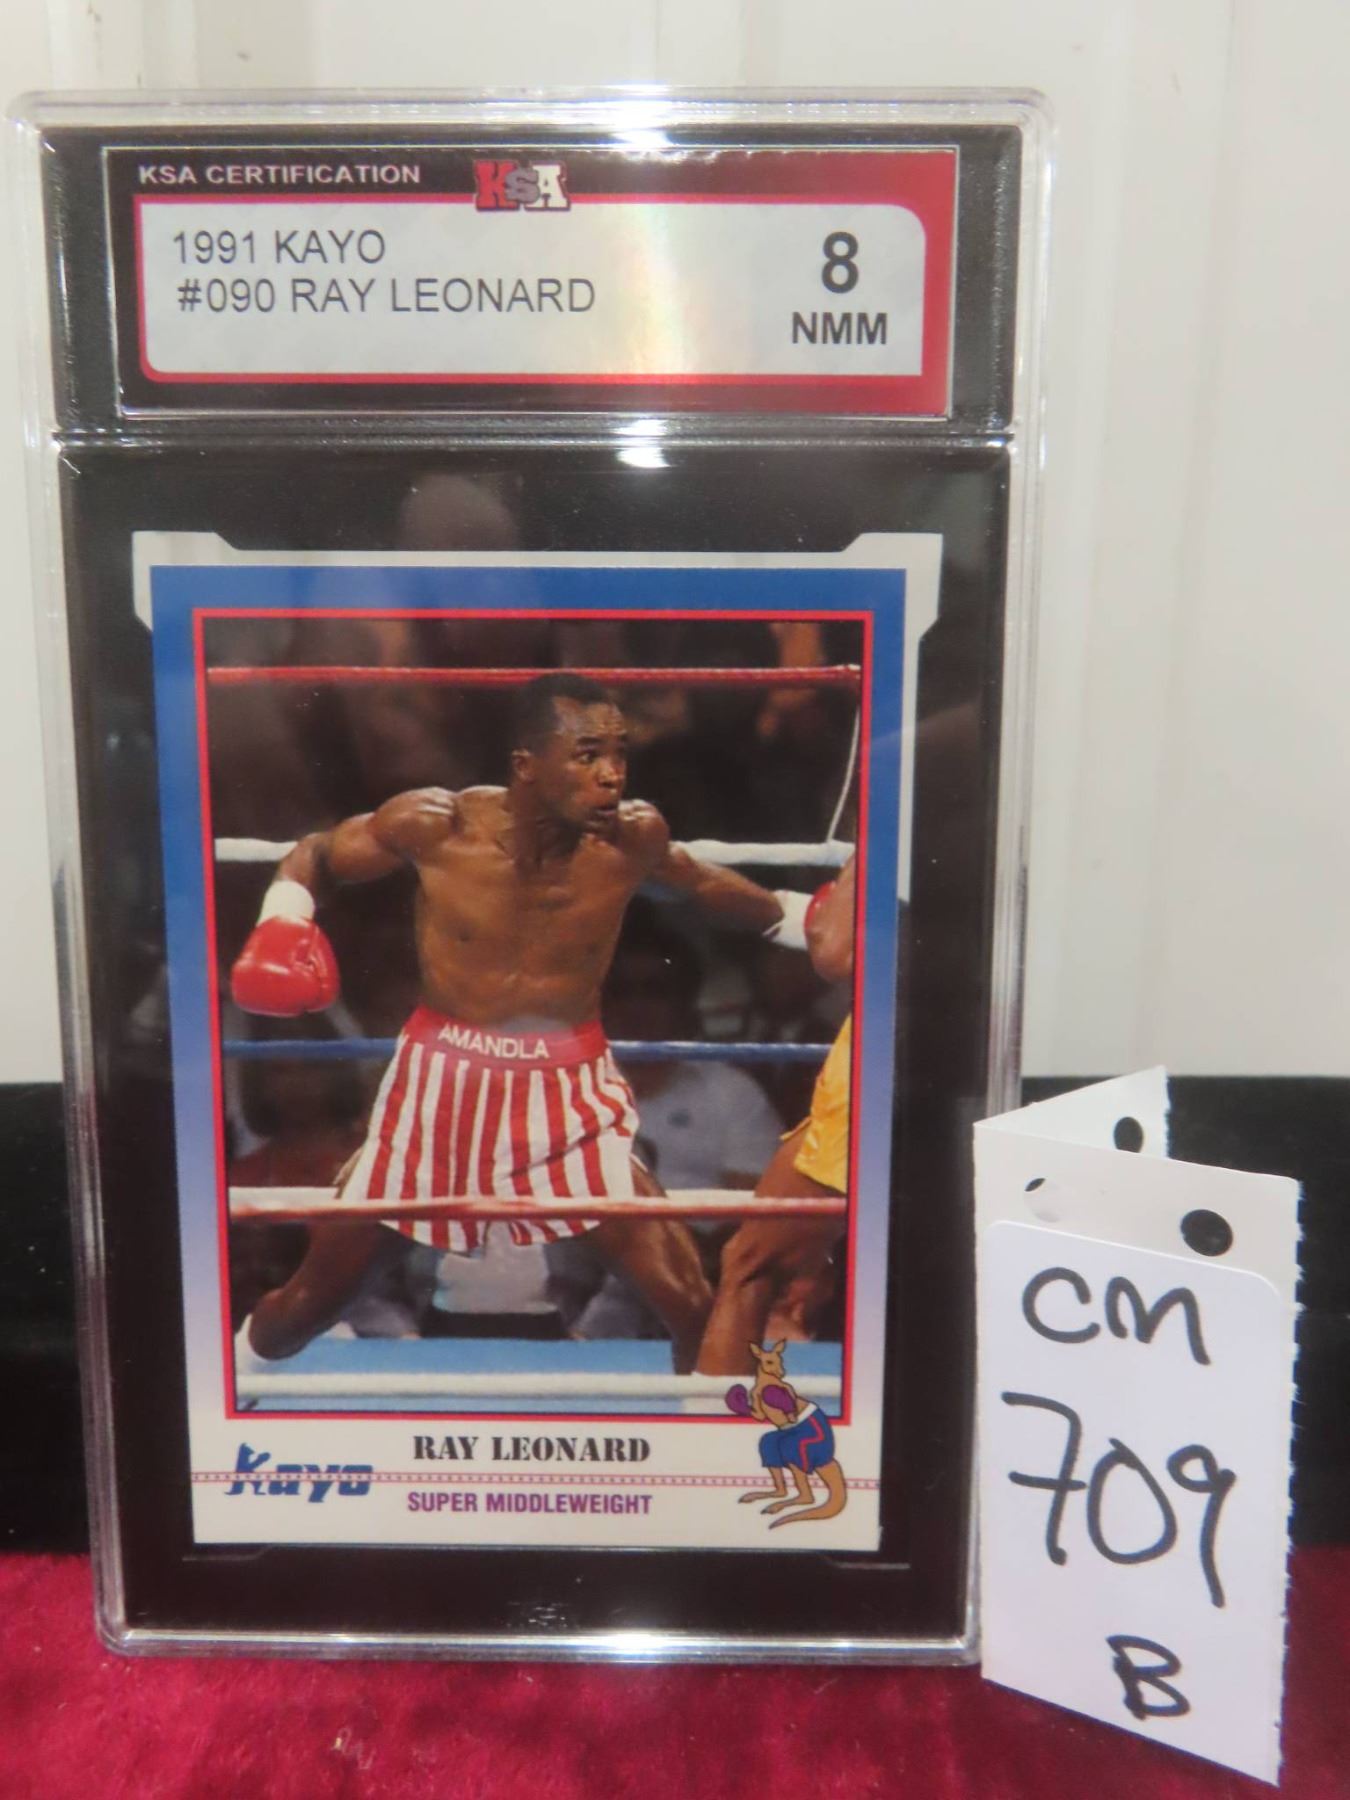 KSA CERTIFICATION
KSA
1991 KAYO
#090 RAY LEONARD
8
NMM
AMANDLA
Kayo
RAY LEONARD
SUPER MIDDLEWEIGHT
CM
709
B